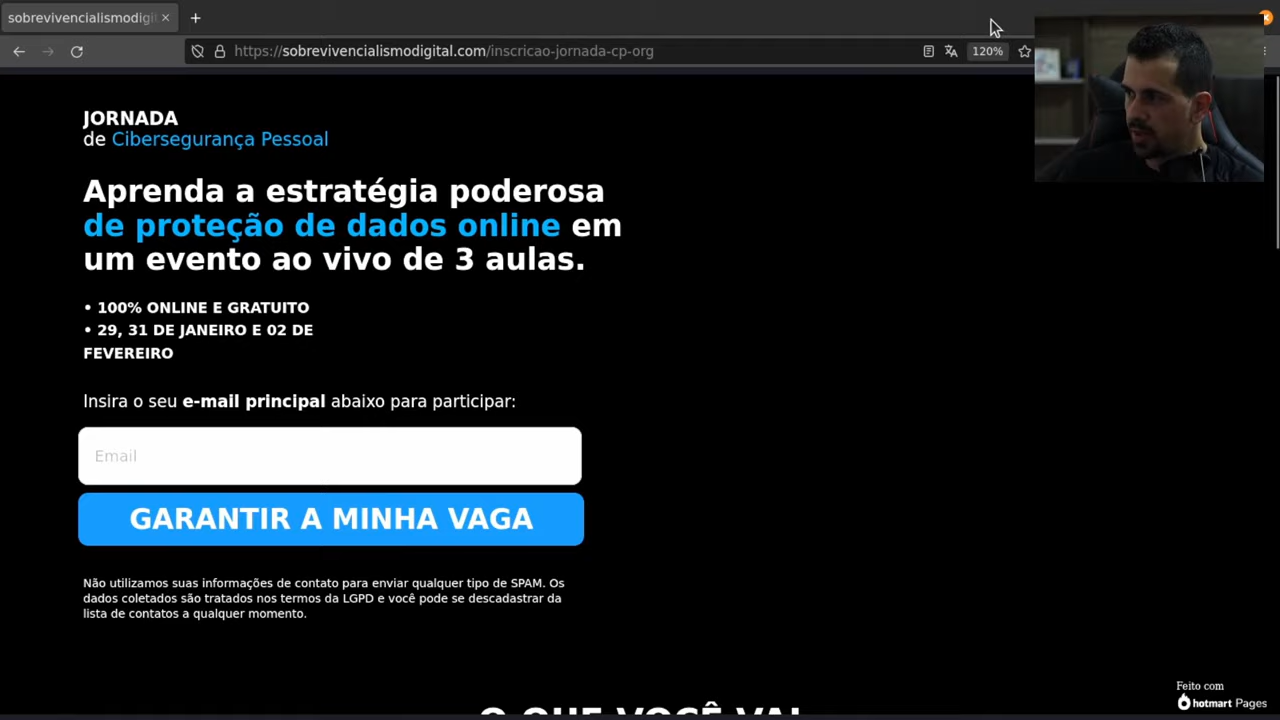 sobrevivencialismodigit
https://sobrevivencialismodigital.com/inscricao-jornada-cp-org
120%
JORNADA
de Cibersegurança Pessoal
Aprenda a estratégia poderosa
de proteção de dados online em
um evento ao vivo de 3 aulas.
• 100% ONLINE E GRATUITO
• 29, 31 DE JANEIRO E 02 DE
FEVEREIRO
Insira o seu e-mail principal abaixo para participar:
Email
GARANTIR A MINHA VAGA
Não utilizamos suas informações de contato para enviar qualquer tipo de SPAM. Os
dados coletados são tratados nos termos da LGPD e você pode se descadastrar da
lista de contatos a qualquer momento.
O QUE VOCÊ VAI
Feito com
hotmart Pages